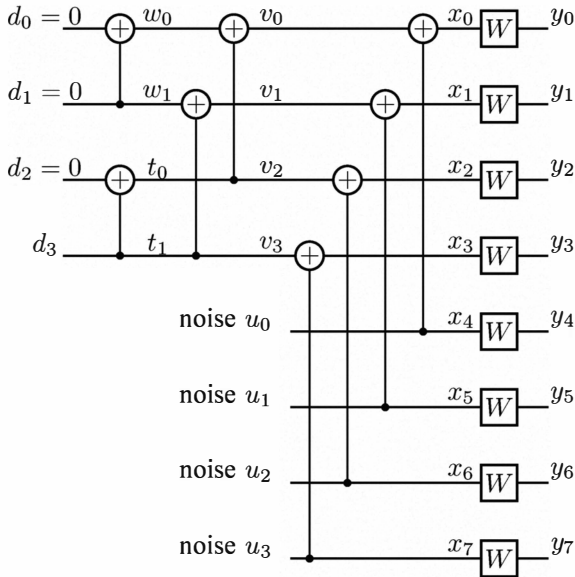 d₀ = 0 w₀ v₀ x₀ W y₀
d₁ = 0 w₁ v₁ x₁ W y₁
d₂ = 0 t₀ v₂ x₂ W y₂
d₃ t₁ v₃ x₃ W y₃
noise u₀ x₄ W y₄
noise u₁ x₅ W y₅
noise u₂ x₆ W y₆
noise u₃ x₇ W y₇